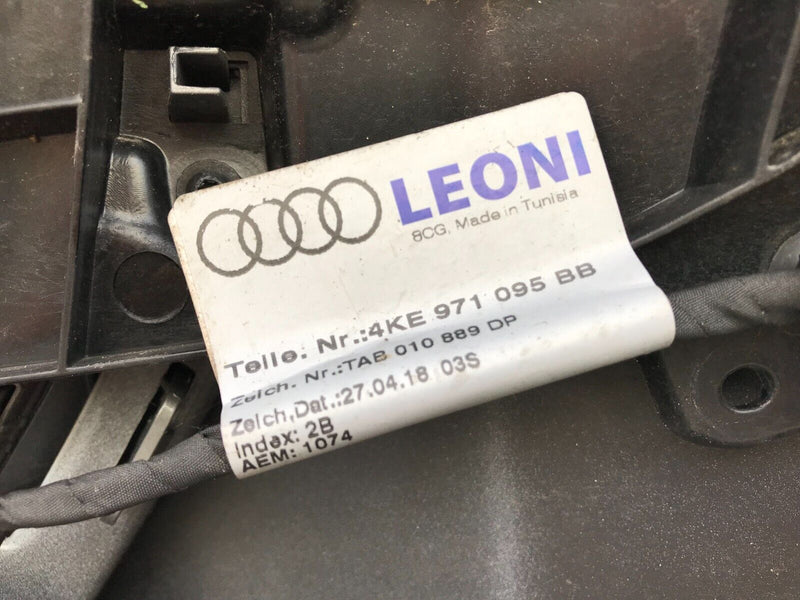 LEONI
8CG, Made in Tunisia
Teile. Nr.:4KE 971 095 BB
Zeich. Nr.:TAB 010 889 DP
Zeich,Dat.:27.04.18 03S
Index: 2B
AEM: 1074